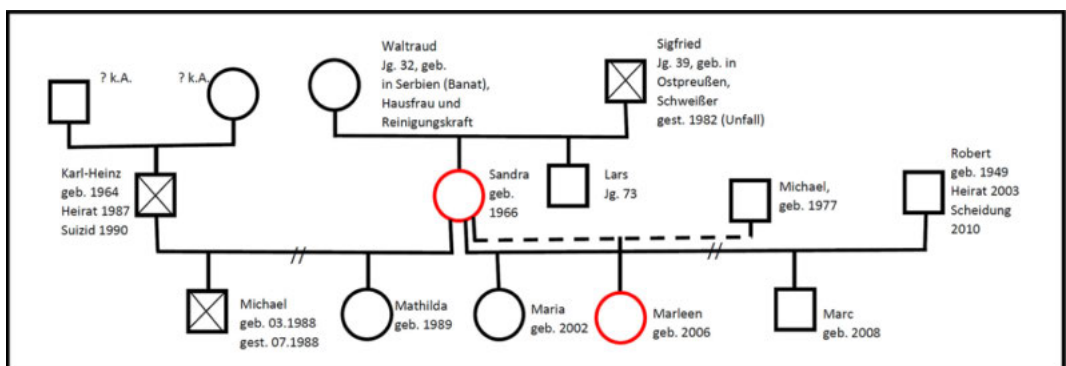 ? k.A.
? k.A.
Waltraud
Jg. 32, geb.
in Serbien (Banat),
Hausfrau und
Reinigungskraft
Sigfried
Jg. 39, geb. in
Ostpreußen,
Schweißer
gest. 1982 (Unfall)
Karl-Heinz
geb. 1964
Heirat 1987
Suizid 1990
Sandra
geb.
1966
Lars
Jg. 73
Michael,
geb. 1977
Robert
geb. 1949
Heirat 2003
Scheidung
2010
Michael
geb. 03.1988
gest. 07.1988
Mathilda
geb. 1989
Maria
geb. 2002
Marleen
geb. 2006
Marc
geb. 2008